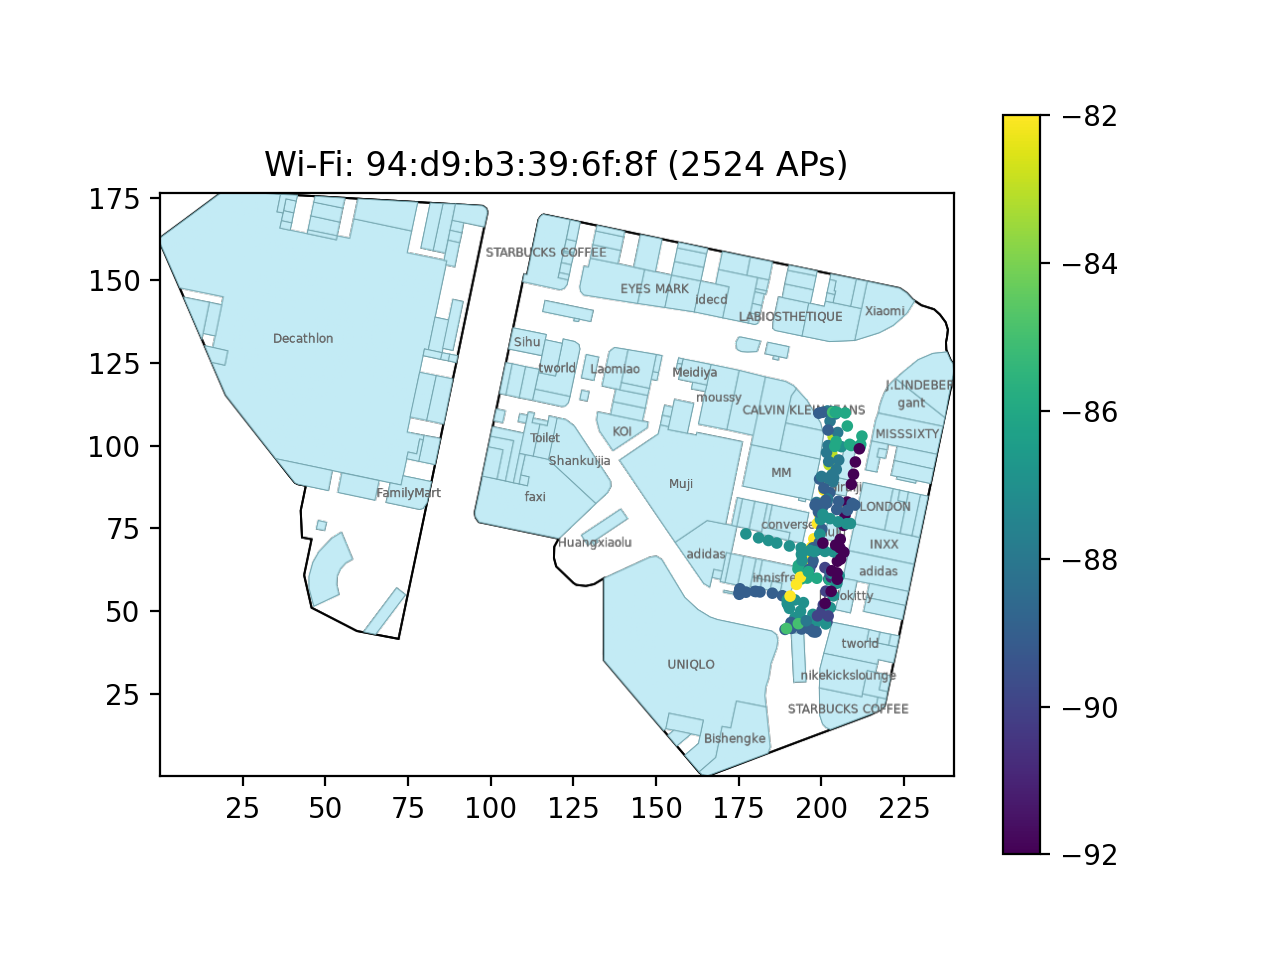 Wi-Fi: 94:d9:b3:39:6f:8f (2524 APs)
175
150
125
100
75
50
25
25
50
75
100
125
150
175
200
225
−82
−84
−86
−88
−90
−92
STARBUCKS COFFEE
EYES MARK
idecd
LABIOSTHETIQUE
Xiaomi
Decathlon
Sihu
tworld
Laomiao
Meidiya
moussy
CALVIN KLEIN JEANS
J.LINDEBER
gant
MISSSIXTY
Toilet
KOI
Shankuijia
MM
Muji
faxi
FamilyMart
LONDON
converse
Huangxiaolu
adidas
INXX
adidas
tworld
UNIQLO
nikekickslounge
STARBUCKS COFFEE
Bishengke